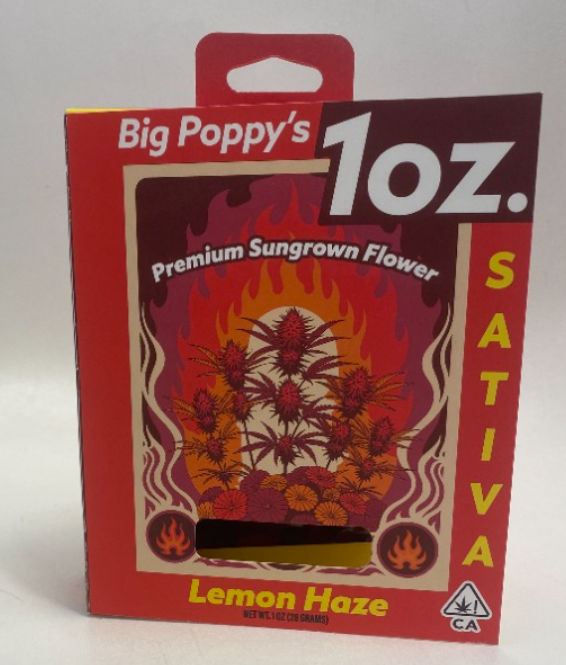 Big Poppy's
1oz.
Premium Sungrown Flower
SATIVA
Lemon Haze
NET WT. 1 OZ (28 GRAMS)
!
CA